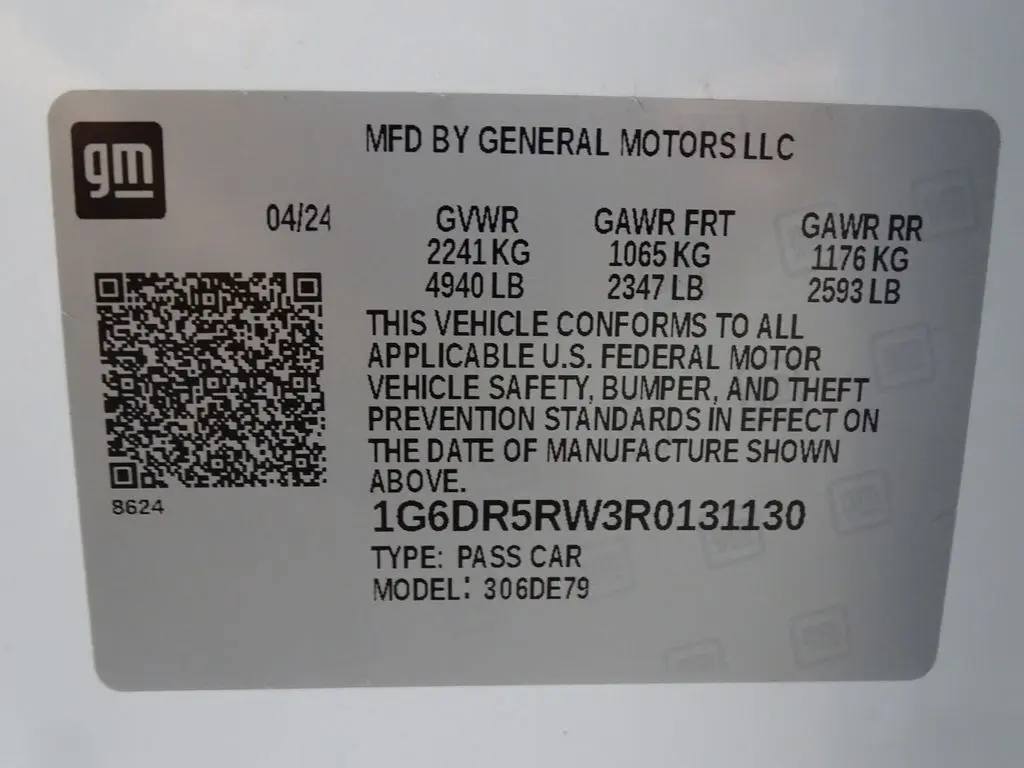 gm
MFD BY GENERAL MOTORS LLC
04/24 GVWR GAWR FRT GAWR RR
2241 KG 1065 KG 1176 KG
4940 LB 2347 LB 2593 LB
THIS VEHICLE CONFORMS TO ALL
APPLICABLE U.S. FEDERAL MOTOR
VEHICLE SAFETY, BUMPER, AND THEFT
PREVENTION STANDARDS IN EFFECT ON
THE DATE OF MANUFACTURE SHOWN
ABOVE.
8624
1G6DR5RW3R0131130
TYPE: PASS CAR
MODEL: 306DE79